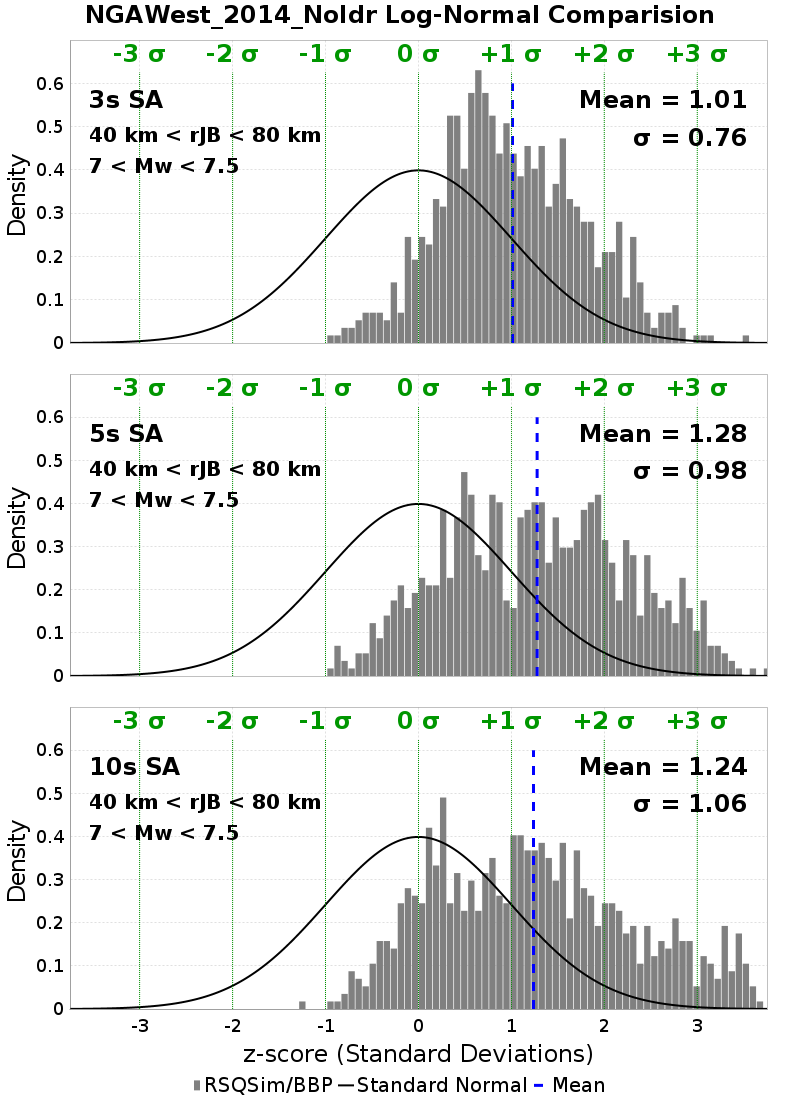 NGAWest_2014_NoIdr Log-Normal Comparision
-3 σ -2 σ -1 σ 0 σ +1 σ +2 σ +3 σ
0.6
3s SA Mean = 1.01
0.5
40 km < rJB < 80 km σ = 0.76
7 < Mw < 7.5
0.4
0.3
Density
0.2
0.1
0
-3 σ -2 σ -1 σ 0 σ +1 σ +2 σ +3 σ
0.6
5s SA Mean = 1.28
0.5
40 km < rJB < 80 km σ = 0.98
7 < Mw < 7.5
0.4
0.3
Density
0.2
0.1
0
-3 σ -2 σ -1 σ 0 σ +1 σ +2 σ +3 σ
0.6
10s SA Mean = 1.24
0.5
40 km < rJB < 80 km σ = 1.06
7 < Mw < 7.5
0.4
0.3
Density
0.2
0.1
0
-3 -2 -1 0 1 2 3
z-score (Standard Deviations)
RSQSim/BBP Standard Normal Mean